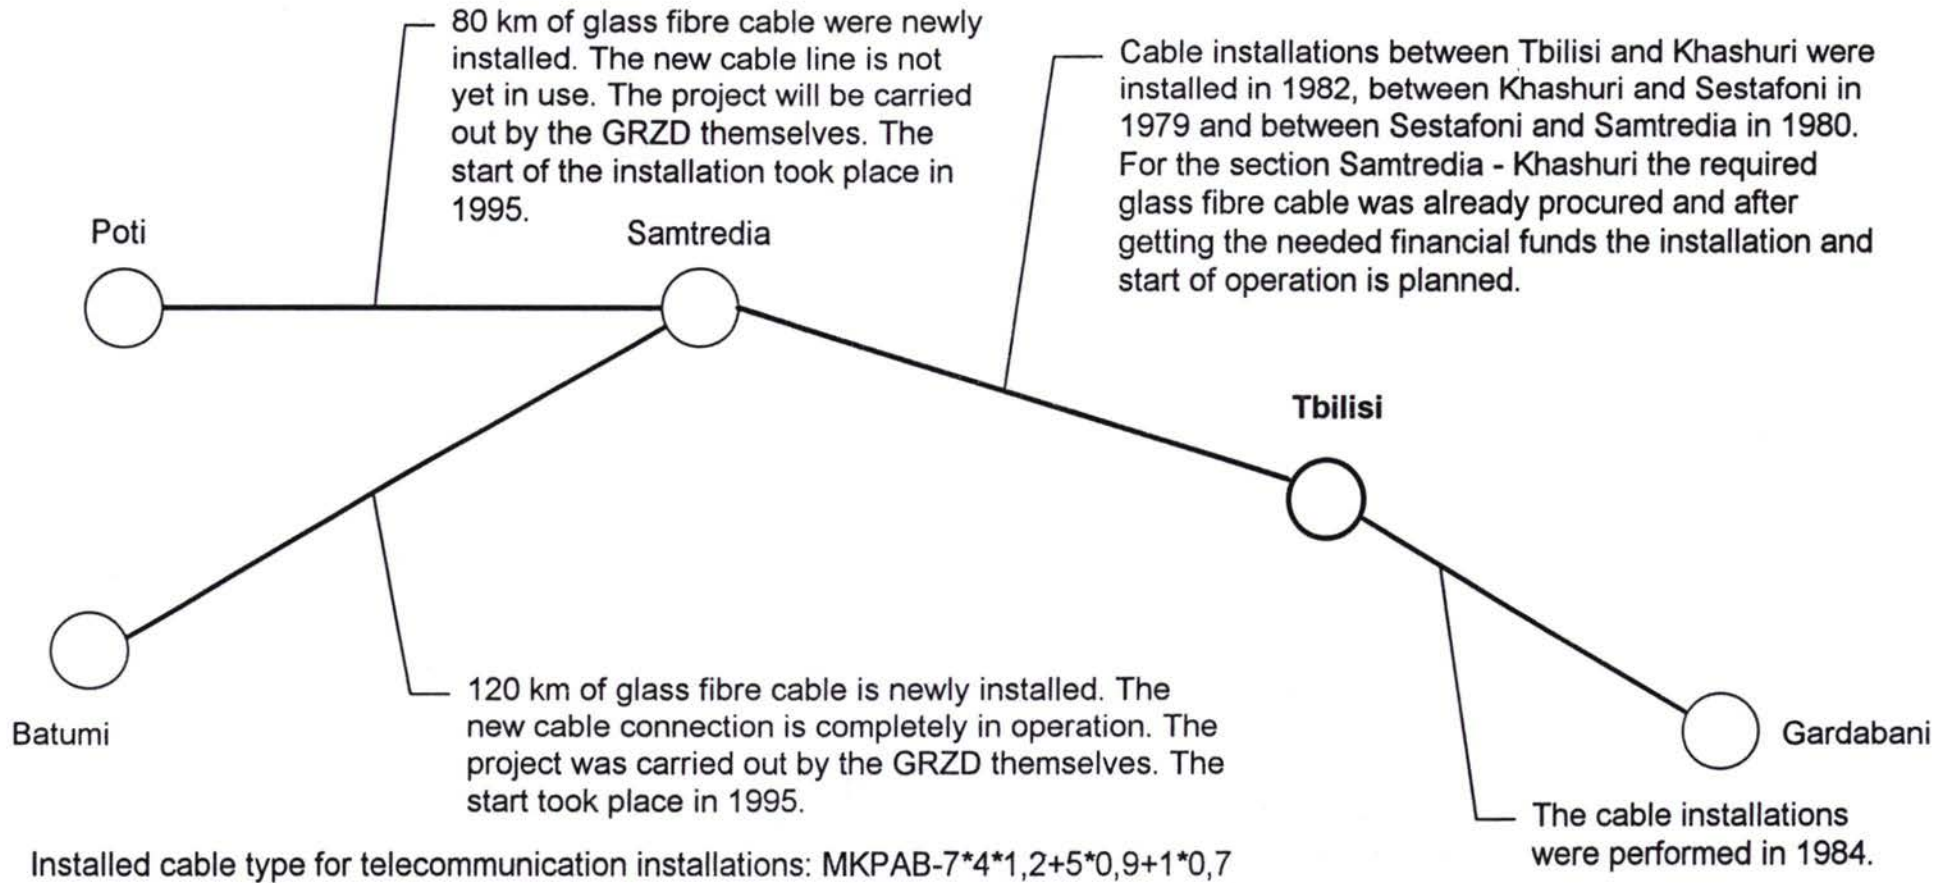 80 km of glass fibre cable were newly
installed. The new cable line is not
yet in use. The project will be carried
out by the GRZD themselves. The
start of the installation took place in
1995.
Cable installations between Tbilisi and Khashuri were
installed in 1982, between Khashuri and Sestafoni in
1979 and between Sestafoni and Samtredia in 1980.
For the section Samtredia - Khashuri the required
glass fibre cable was already procured and after
getting the needed financial funds the installation and
start of operation is planned.
Poti
Samtredia
Tbilisi
Batumi
120 km of glass fibre cable is newly installed. The
new cable connection is completely in operation. The
project was carried out by the GRZD themselves. The
start took place in 1995.
Gardabani
The cable installations
were performed in 1984.
Installed cable type for telecommunication installations: MKPAB-7*4*1,2+5*0,9+1*0,7